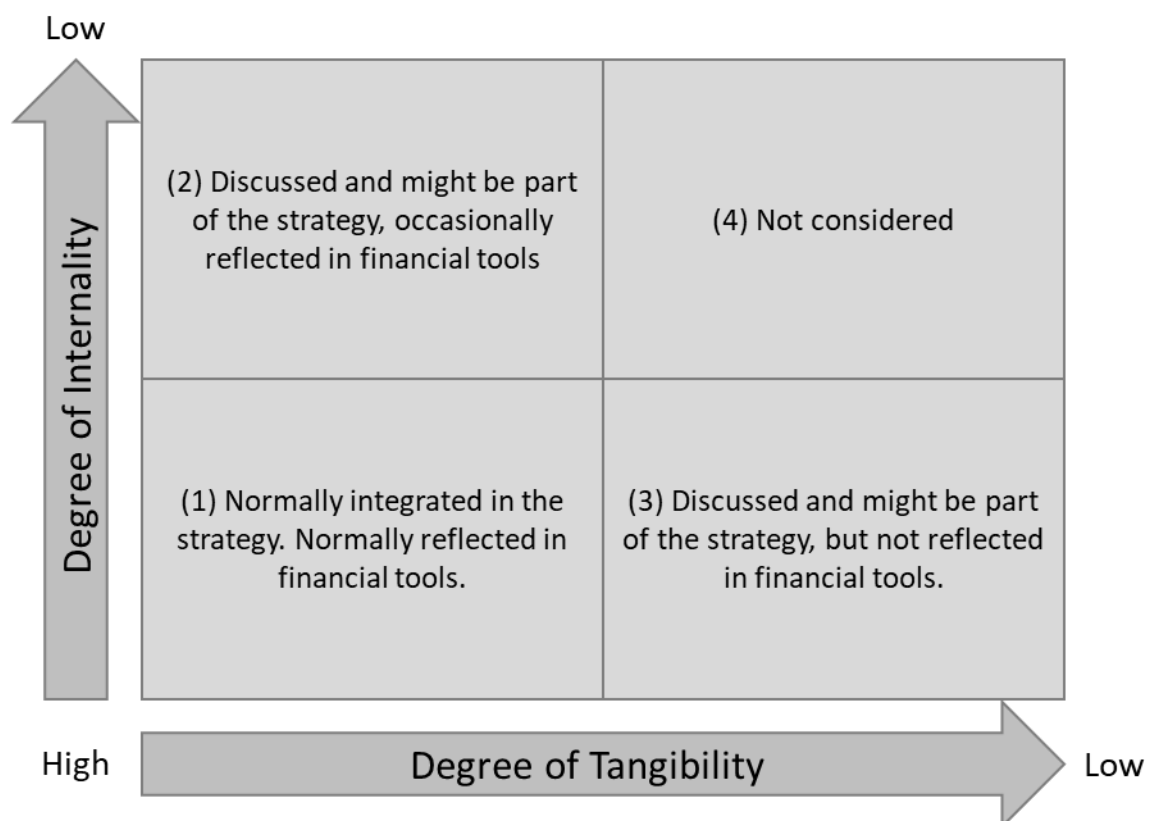 Low
(2) Discussed and might be part
of the strategy, occasionally
reflected in financial tools
(4) Not considered
Degree of Internality
(1) Normally integrated in the
strategy. Normally reflected in
financial tools.
(3) Discussed and might be part
of the strategy, but not reflected
in financial tools.
High
Degree of Tangibility
Low